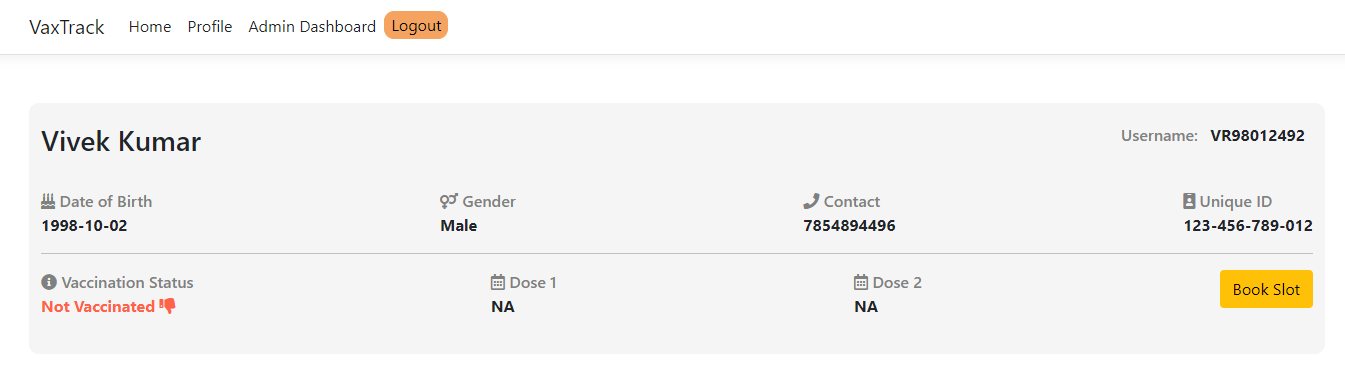 VaxTrack Home Profile Admin Dashboard Logout
Vivek Kumar Username: VR98012492
Date of Birth Gender Contact Unique ID
1998-10-02 Male 7854894496 123-456-789-012
Vaccination Status Dose 1 Dose 2 Book Slot
Not Vaccinated NA NA